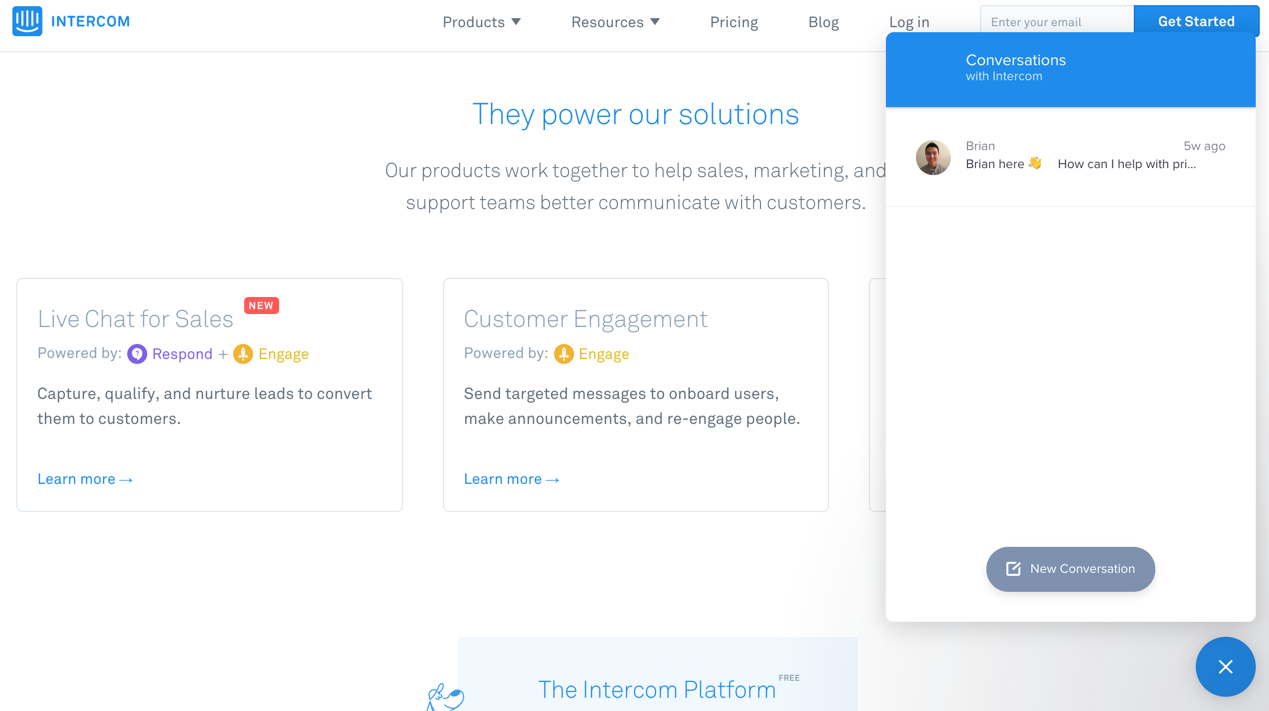 INTERCOM
Products ▼
Resources ▼
Pricing
Blog
Log in
Enter your email
Get Started
They power our solutions
Our products work together to help sales, marketing, and
support teams better communicate with customers.
Live Chat for Sales NEW
Powered by: Respond + Engage
Capture, qualify, and nurture leads to convert
them to customers.
Learn more →
Customer Engagement
Powered by: Engage
Send targeted messages to onboard users,
make announcements, and re-engage people.
Learn more →
The Intercom Platform FREE
Conversations
with Intercom
Brian 5w ago
Brian here 👋 How can I help with pri...
New Conversation